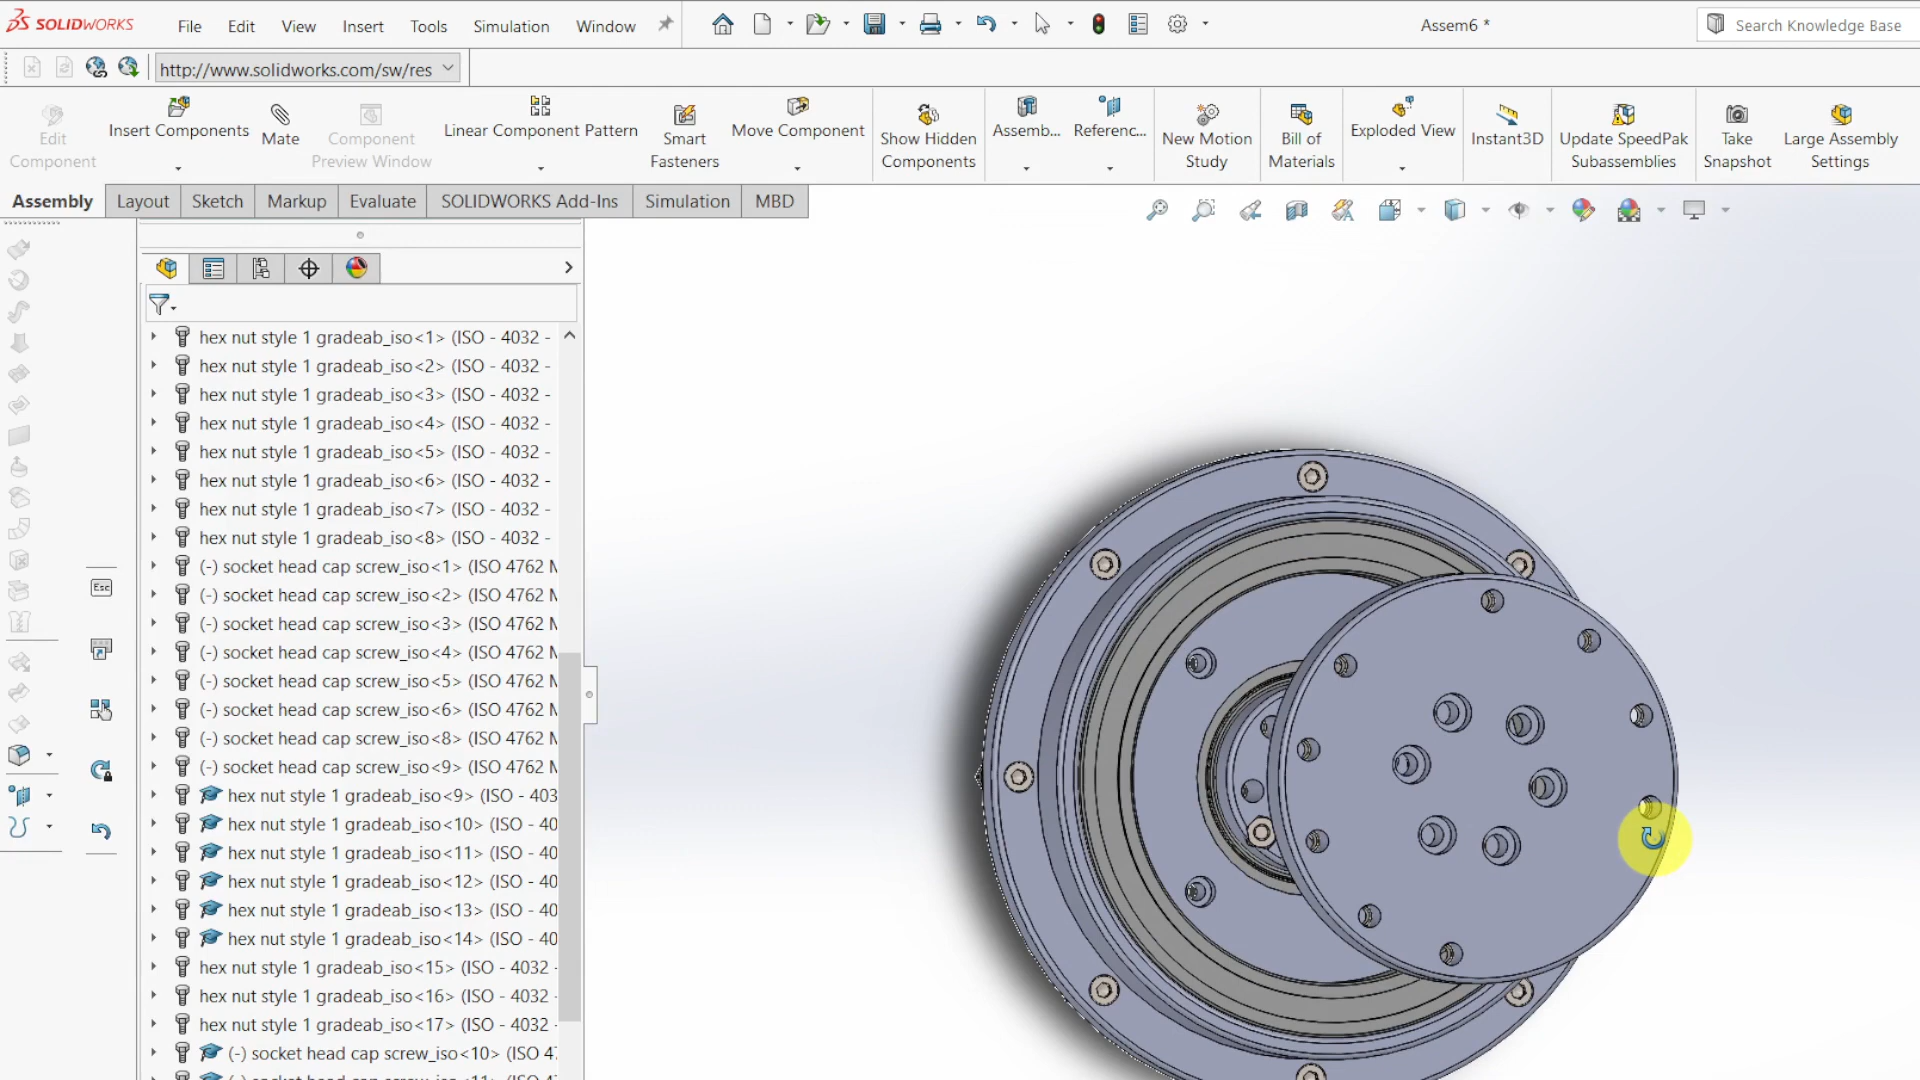 SOLIDWORKS File Edit View Insert Tools Simulation Window Assem6 * Search Knowledge Base
http://www.solidworks.com/sw/res
Edit Component
Insert Components
Mate
Component Preview Window
Linear Component Pattern
Smart Fasteners
Move Component
Show Hidden Components
Assemb...
Referenc...
New Motion Study
Bill of Materials
Exploded View
Instant3D
Update SpeedPak Subassemblies
Take Snapshot
Large Assembly Settings
Assembly Layout Sketch Markup Evaluate SOLIDWORKS Add-Ins Simulation MBD
hex nut style 1 gradeab_iso<1> (ISO - 4032 -
hex nut style 1 gradeab_iso<2> (ISO - 4032 -
hex nut style 1 gradeab_iso<3> (ISO - 4032 -
hex nut style 1 gradeab_iso<4> (ISO - 4032 -
hex nut style 1 gradeab_iso<5> (ISO - 4032 -
hex nut style 1 gradeab_iso<6> (ISO - 4032 -
hex nut style 1 gradeab_iso<7> (ISO - 4032 -
hex nut style 1 gradeab_iso<8> (ISO - 4032 -
(-) socket head cap screw_iso<1> (ISO 4762 M
(-) socket head cap screw_iso<2> (ISO 4762 M
(-) socket head cap screw_iso<3> (ISO 4762 M
(-) socket head cap screw_iso<4> (ISO 4762 M
(-) socket head cap screw_iso<5> (ISO 4762 M
(-) socket head cap screw_iso<6> (ISO 4762 M
(-) socket head cap screw_iso<8> (ISO 4762 M
(-) socket head cap screw_iso<9> (ISO 4762 M
hex nut style 1 gradeab_iso<9> (ISO - 403
hex nut style 1 gradeab_iso<10> (ISO - 40
hex nut style 1 gradeab_iso<11> (ISO - 40
hex nut style 1 gradeab_iso<12> (ISO - 40
hex nut style 1 gradeab_iso<13> (ISO - 40
hex nut style 1 gradeab_iso<14> (ISO - 40
hex nut style 1 gradeab_iso<15> (ISO - 4032 -
hex nut style 1 gradeab_iso<16> (ISO - 4032 -
hex nut style 1 gradeab_iso<17> (ISO - 4032 -
(-) socket head cap screw_iso<10> (ISO 47
Esc